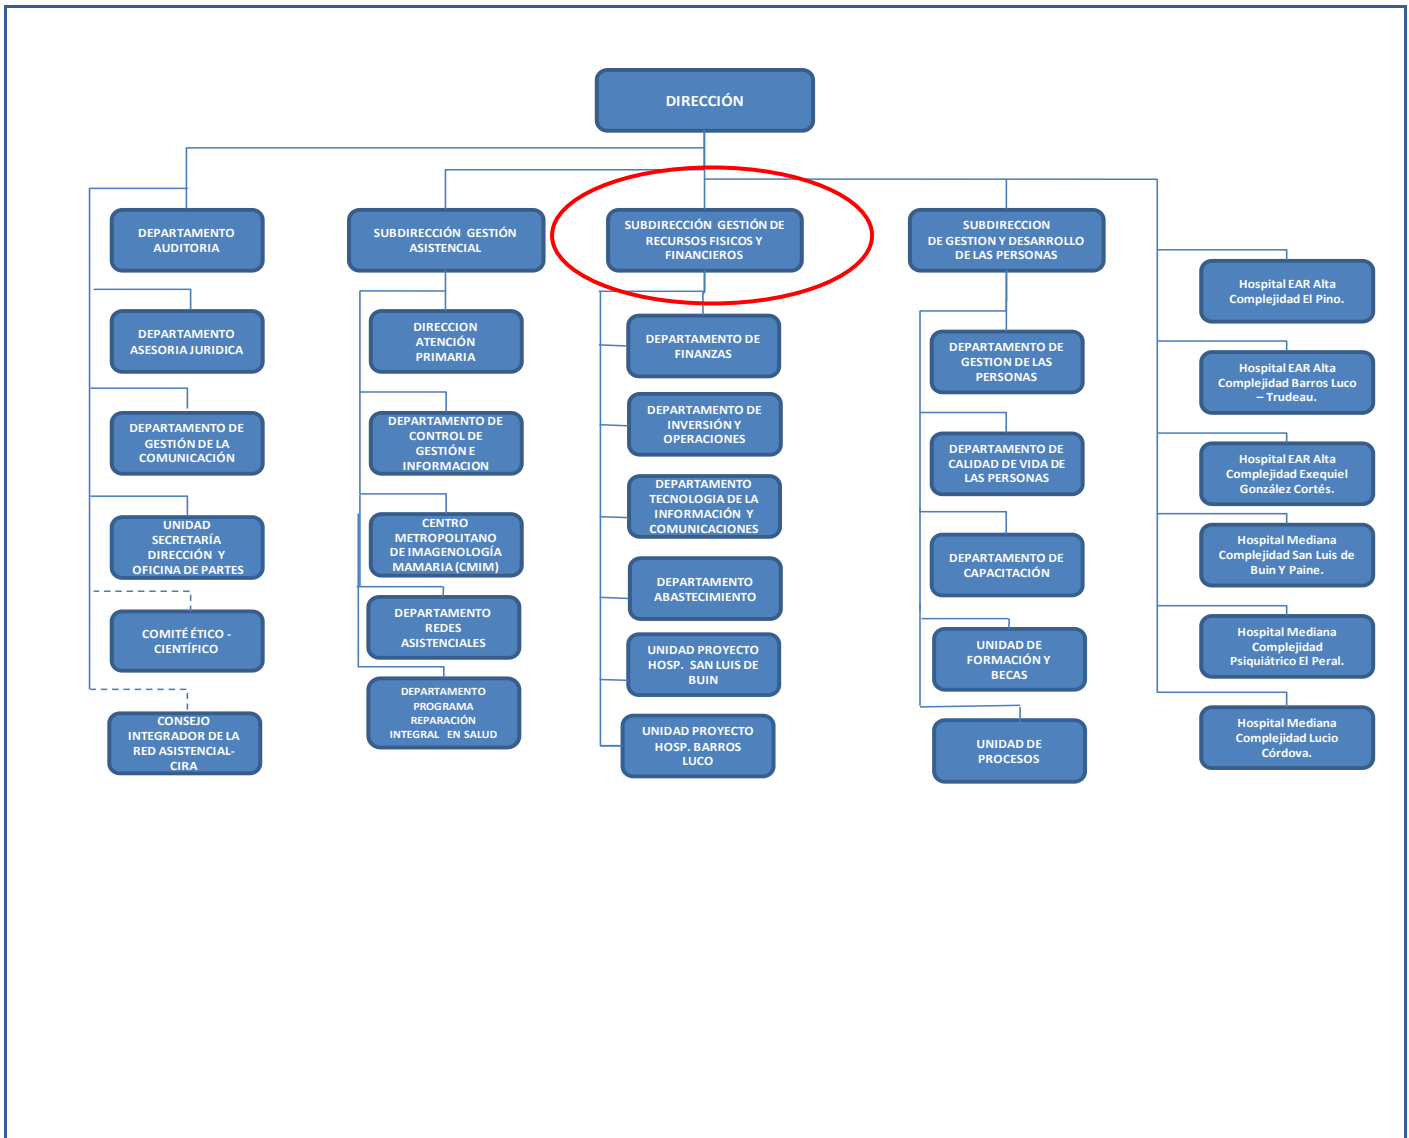 DIRECCIÓN
DEPARTAMENTO
AUDITORIA
DEPARTAMENTO
ASESORIA JURIDICA
DEPARTAMENTO DE
GESTIÓN DE LA
COMUNICACIÓN
UNIDAD
SECRETARÍA
DIRECCIÓN Y
OFICINA DE PARTES
COMITÉ ÉTICO -
CIENTÍFICO
CONSEJO
INTEGRADOR DE LA
RED ASISTENCIAL-
CIRA
SUBDIRECCIÓN GESTIÓN
ASISTENCIAL
DIRECCION
ATENCIÓN
PRIMARIA
DEPARTAMENTO DE
CONTROL DE
GESTIÓN E
INFORMACION
CENTRO
METROPOLITANO
DE IMAGENOLOGÍA
MAMARIA (CMIM)
DEPARTAMENTO
REDES
ASISTENCIALES
DEPARTAMENTO
PROGRAMA
REPARACIÓN
INTEGRAL EN SALUD
SUBDIRECCIÓN GESTIÓN DE
RECURSOS FISICOS Y
FINANCIEROS
DEPARTAMENTO DE
FINANZAS
DEPARTAMENTO DE
INVERSIÓN Y
OPERACIONES
DEPARTAMENTO
TECNOLOGIA DE LA
INFORMACIÓN Y
COMUNICACIONES
DEPARTAMENTO
ABASTECIMIENTO
UNIDAD PROYECTO
HOSP. SAN LUIS DE
BUIN
UNIDAD PROYECTO
HOSP. BARROS
LUCO
SUBDIRECCION
DE GESTION Y DESARROLLO
DE LAS PERSONAS
DEPARTAMENTO DE
GESTION DE LAS
PERSONAS
DEPARTAMENTO DE
CALIDAD DE VIDA DE
LAS PERSONAS
DEPARTAMENTO DE
CAPACITACIÓN
UNIDAD DE
FORMACIÓN Y
BECAS
UNIDAD DE
PROCESOS
Hospital EAR Alta
Complejidad El Pino.
Hospital EAR Alta
Complejidad Barros Luco
– Trudeau.
Hospital EAR Alta
Complejidad Exequiel
González Cortés.
Hospital Mediana
Complejidad San Luis de
Buin Y Paine.
Hospital Mediana
Complejidad
Psiquiátrico El Peral.
Hospital Mediana
Complejidad Lucio
Córdova.